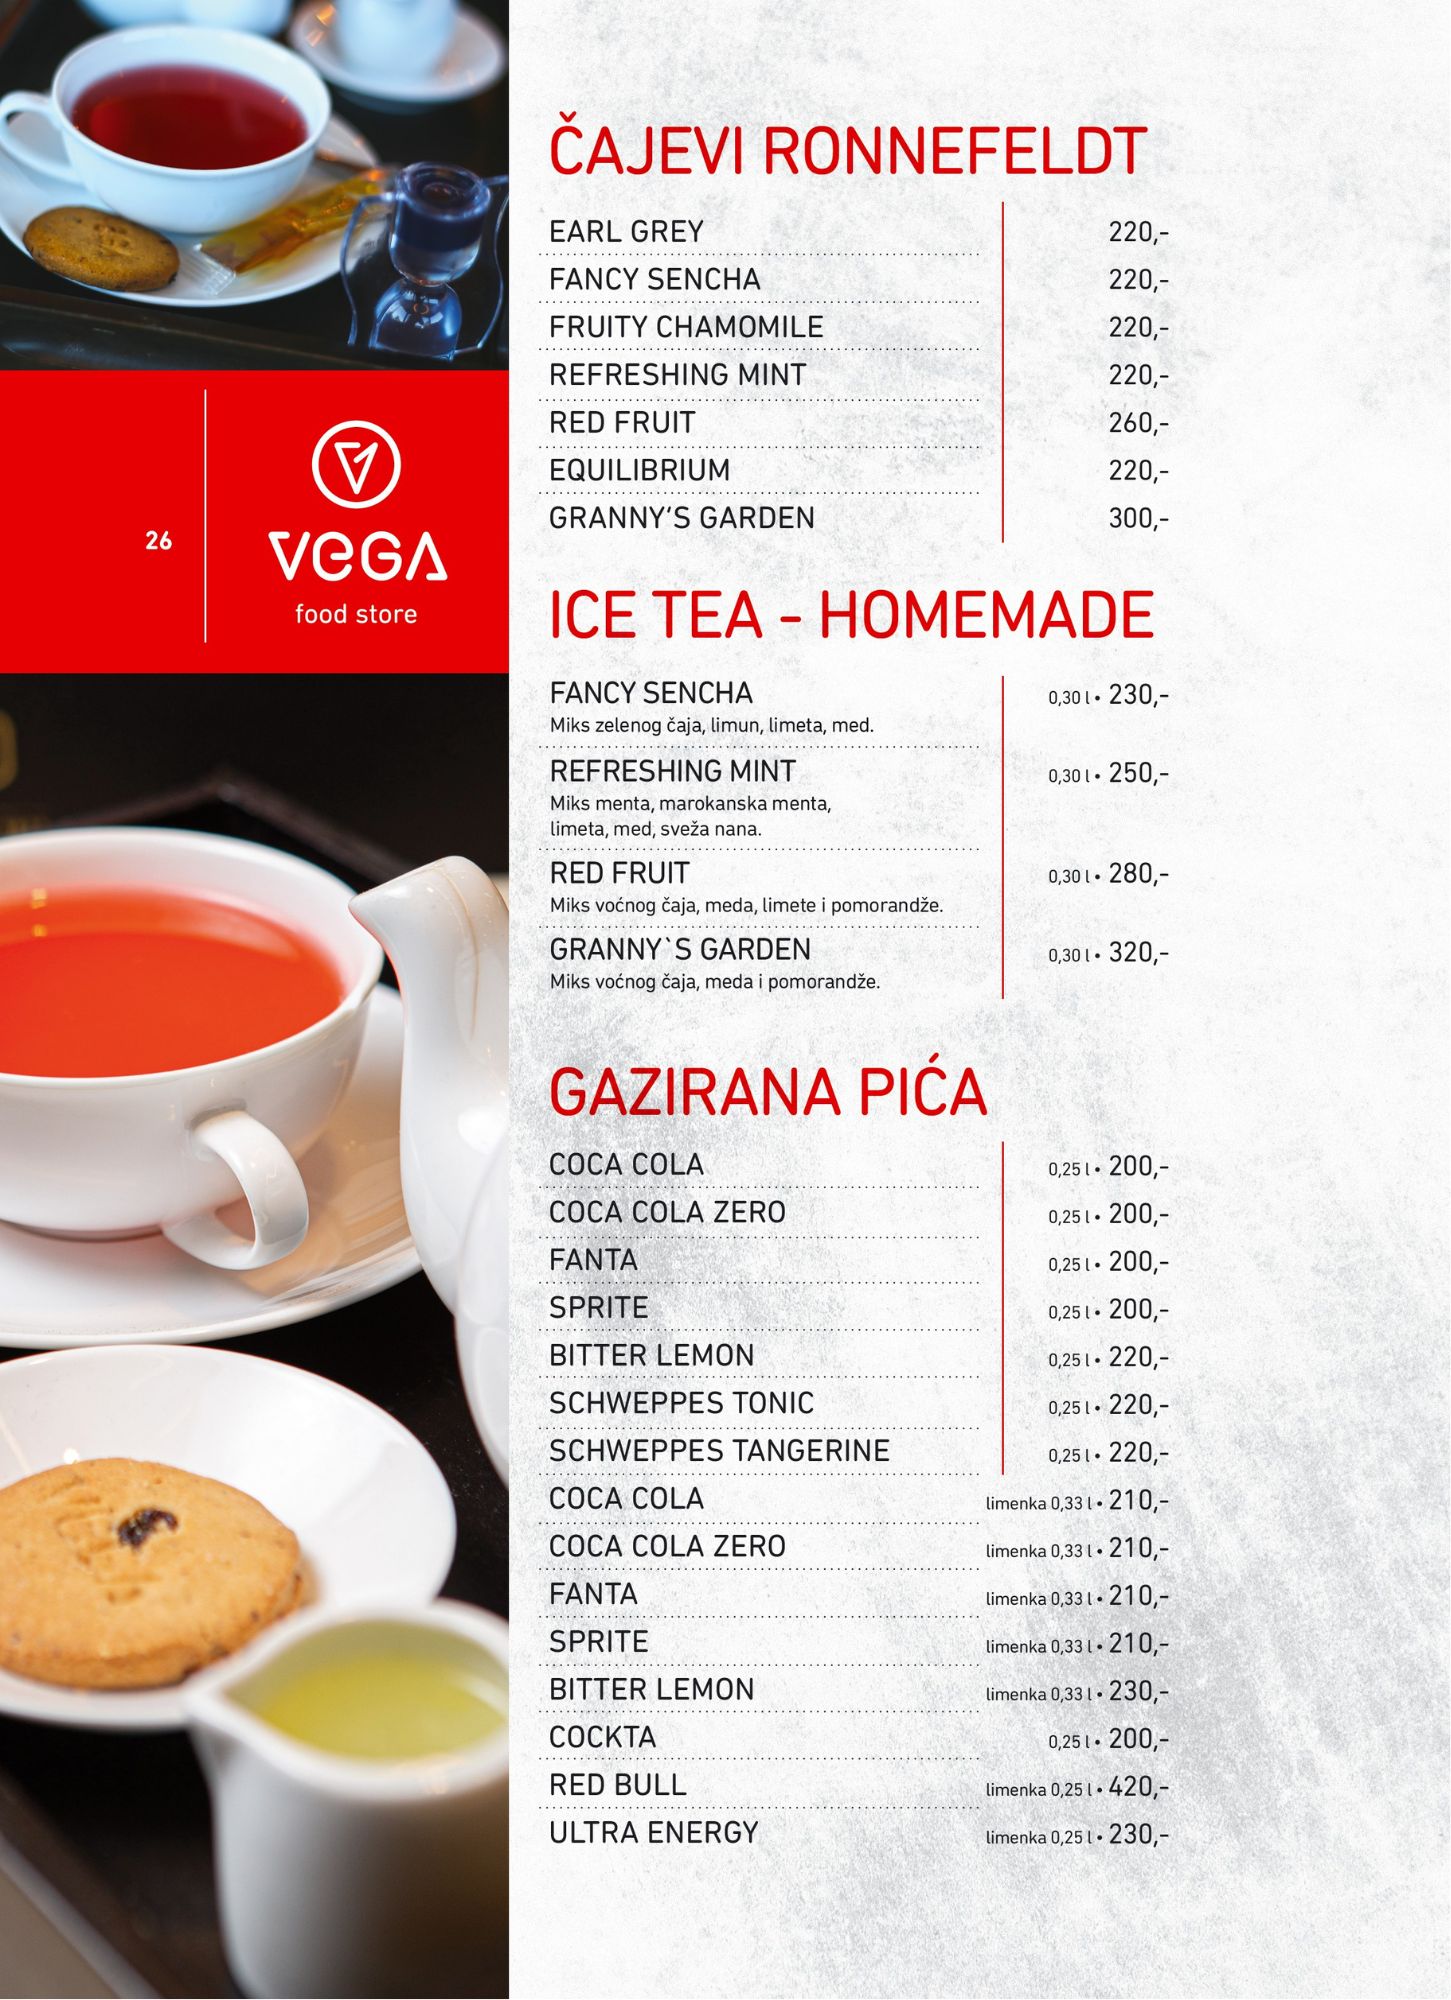 26
VEGA
food store
ČAJEVI RONNEFELDT
EARL GREY 220,-
FANCY SENCHA 220,-
FRUITY CHAMOMILE 220,-
REFRESHING MINT 220,-
RED FRUIT 260,-
EQUILIBRIUM 220,-
GRANNY’S GARDEN 300,-
ICE TEA - HOMEMADE
FANCY SENCHA 0,30 l • 230,-
Miks zelenog čaja, limun, limeta, med.
REFRESHING MINT 0,30 l • 250,-
Miks menta, marokanska menta,
limeta, med, sveža nana.
RED FRUIT 0,30 l • 280,-
Miks voćnog čaja, meda, limete i pomorandže.
GRANNY`S GARDEN 0,30 l • 320,-
Miks voćnog čaja, meda i pomorandže.
GAZIRANA PIĆA
COCA COLA 0,25 l • 200,-
COCA COLA ZERO 0,25 l • 200,-
FANTA 0,25 l • 200,-
SPRITE 0,25 l • 200,-
BITTER LEMON 0,25 l • 220,-
SCHWEPPES TONIC 0,25 l • 220,-
SCHWEPPES TANGERINE 0,25 l • 220,-
COCA COLA limenka 0,33 l • 210,-
COCA COLA ZERO limenka 0,33 l • 210,-
FANTA limenka 0,33 l • 210,-
SPRITE limenka 0,33 l • 210,-
BITTER LEMON limenka 0,33 l • 230,-
COCKTA 0,25 l • 200,-
RED BULL limenka 0,25 l • 420,-
ULTRA ENERGY limenka 0,25 l • 230,-